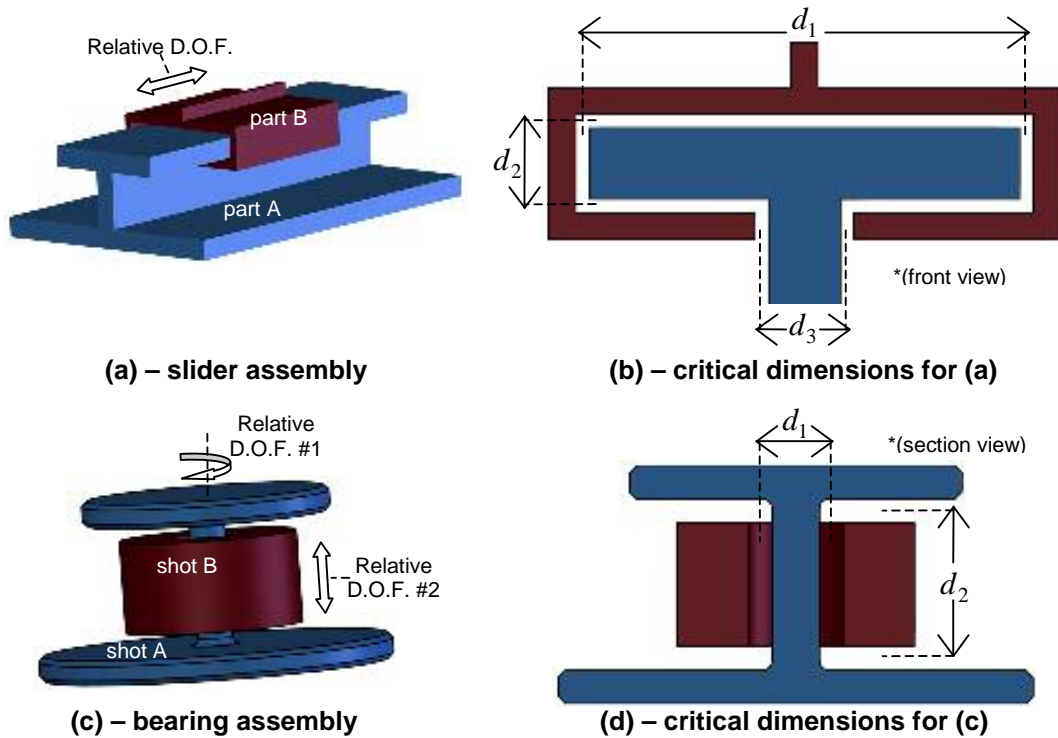 Relative D.O.F.
part B
part A
(a) – slider assembly
d1
d2
d3
*(front view)
(b) – critical dimensions for (a)
Relative
D.O.F. #1
shot B
Relative
D.O.F. #2
shot A
(c) – bearing assembly
d1
*(section view)
d2
(d) – critical dimensions for (c)